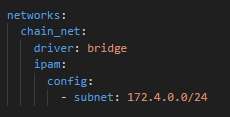 networks:
  chain_net:
    driver: bridge
    ipam:
      config:
        - subnet: 172.4.0.0/24